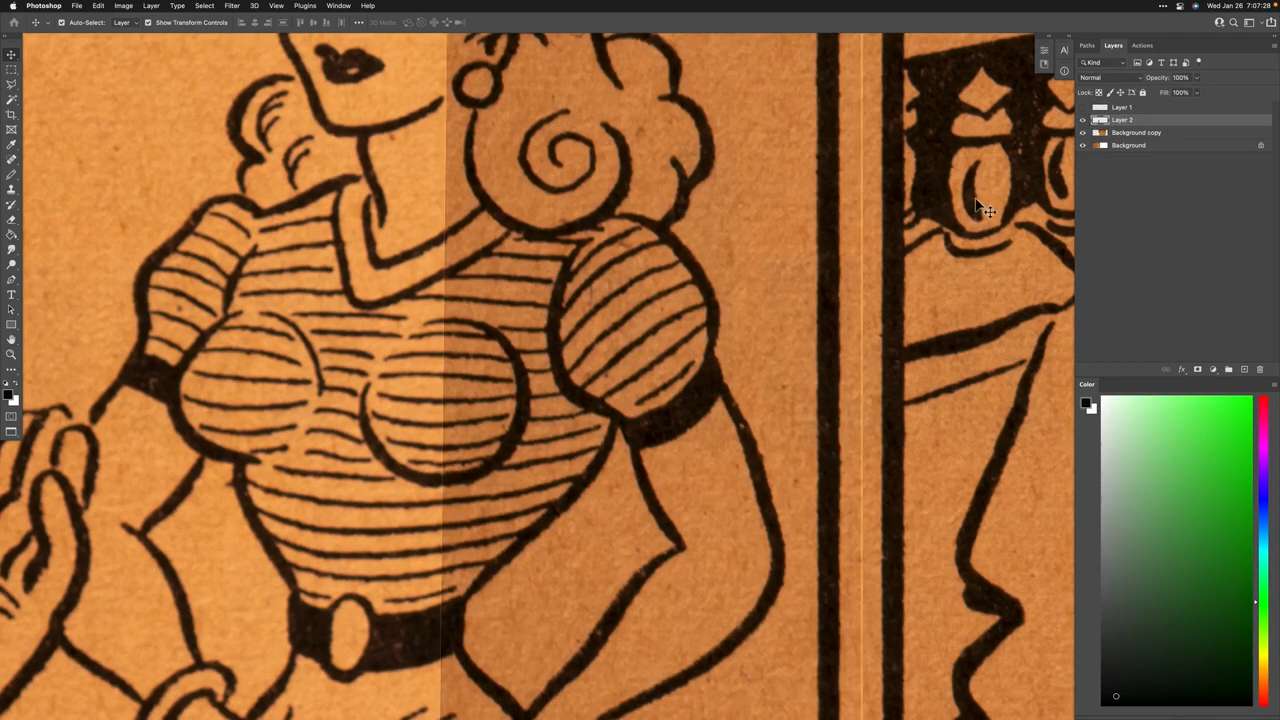 Photoshop File Edit Image Layer Type Select Filter 3D View Plugins Window Help Wed Jan 26 7:07:28
Auto-Select: Layer Show Transform Controls 3D Mode:
Paths Layers Actions
Kind
Normal Opacity: 100%
Lock: Fill: 100%
Layer 1
Layer 2
Background copy
Background
Color